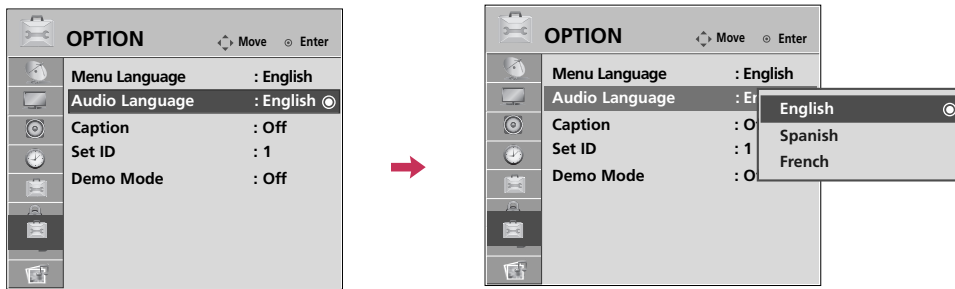 OPTION Move Enter
Menu Language : English
Audio Language : English
Caption : Off
Set ID : 1
Demo Mode : Off
OPTION Move Enter
Menu Language : English
Audio Language
Caption
Set ID : 1
Demo Mode
English
Spanish
French